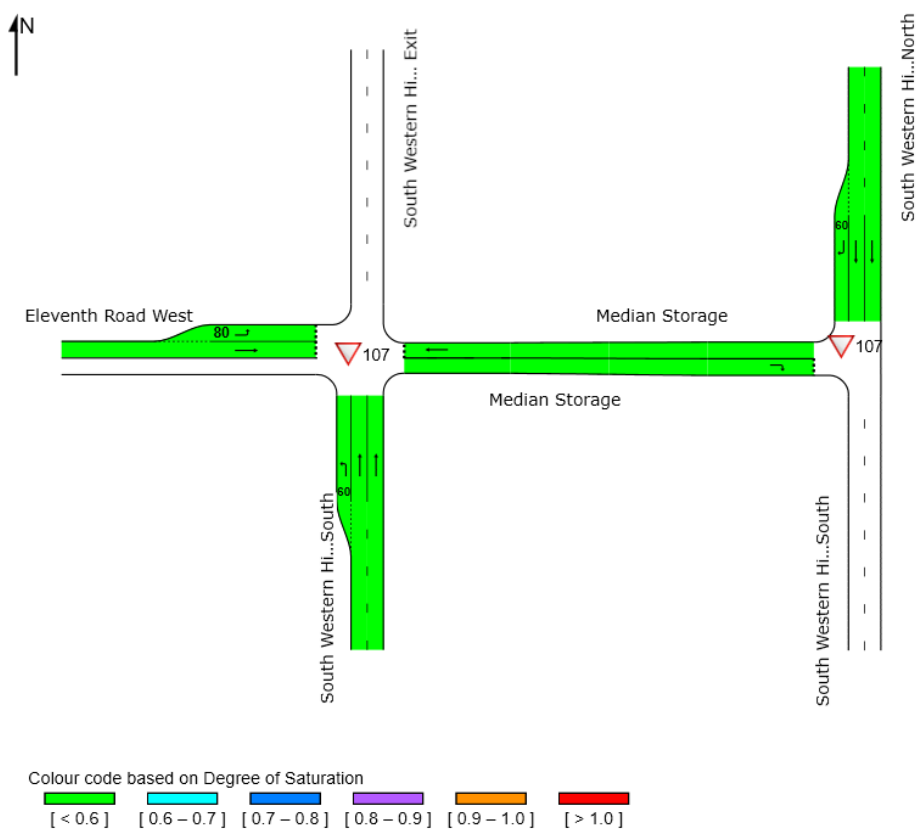 N
South Western Hi... Exit
South Western Hi...North
60
Eleventh Road West
80
Median Storage
107
107
Median Storage
60
South Western Hi...South
South Western Hi...South
Colour code based on Degree of Saturation
[ < 0.6 ] [ 0.6 – 0.7 ] [ 0.7 – 0.8 ] [ 0.8 – 0.9 ] [ 0.9 – 1.0 ] [ > 1.0 ]